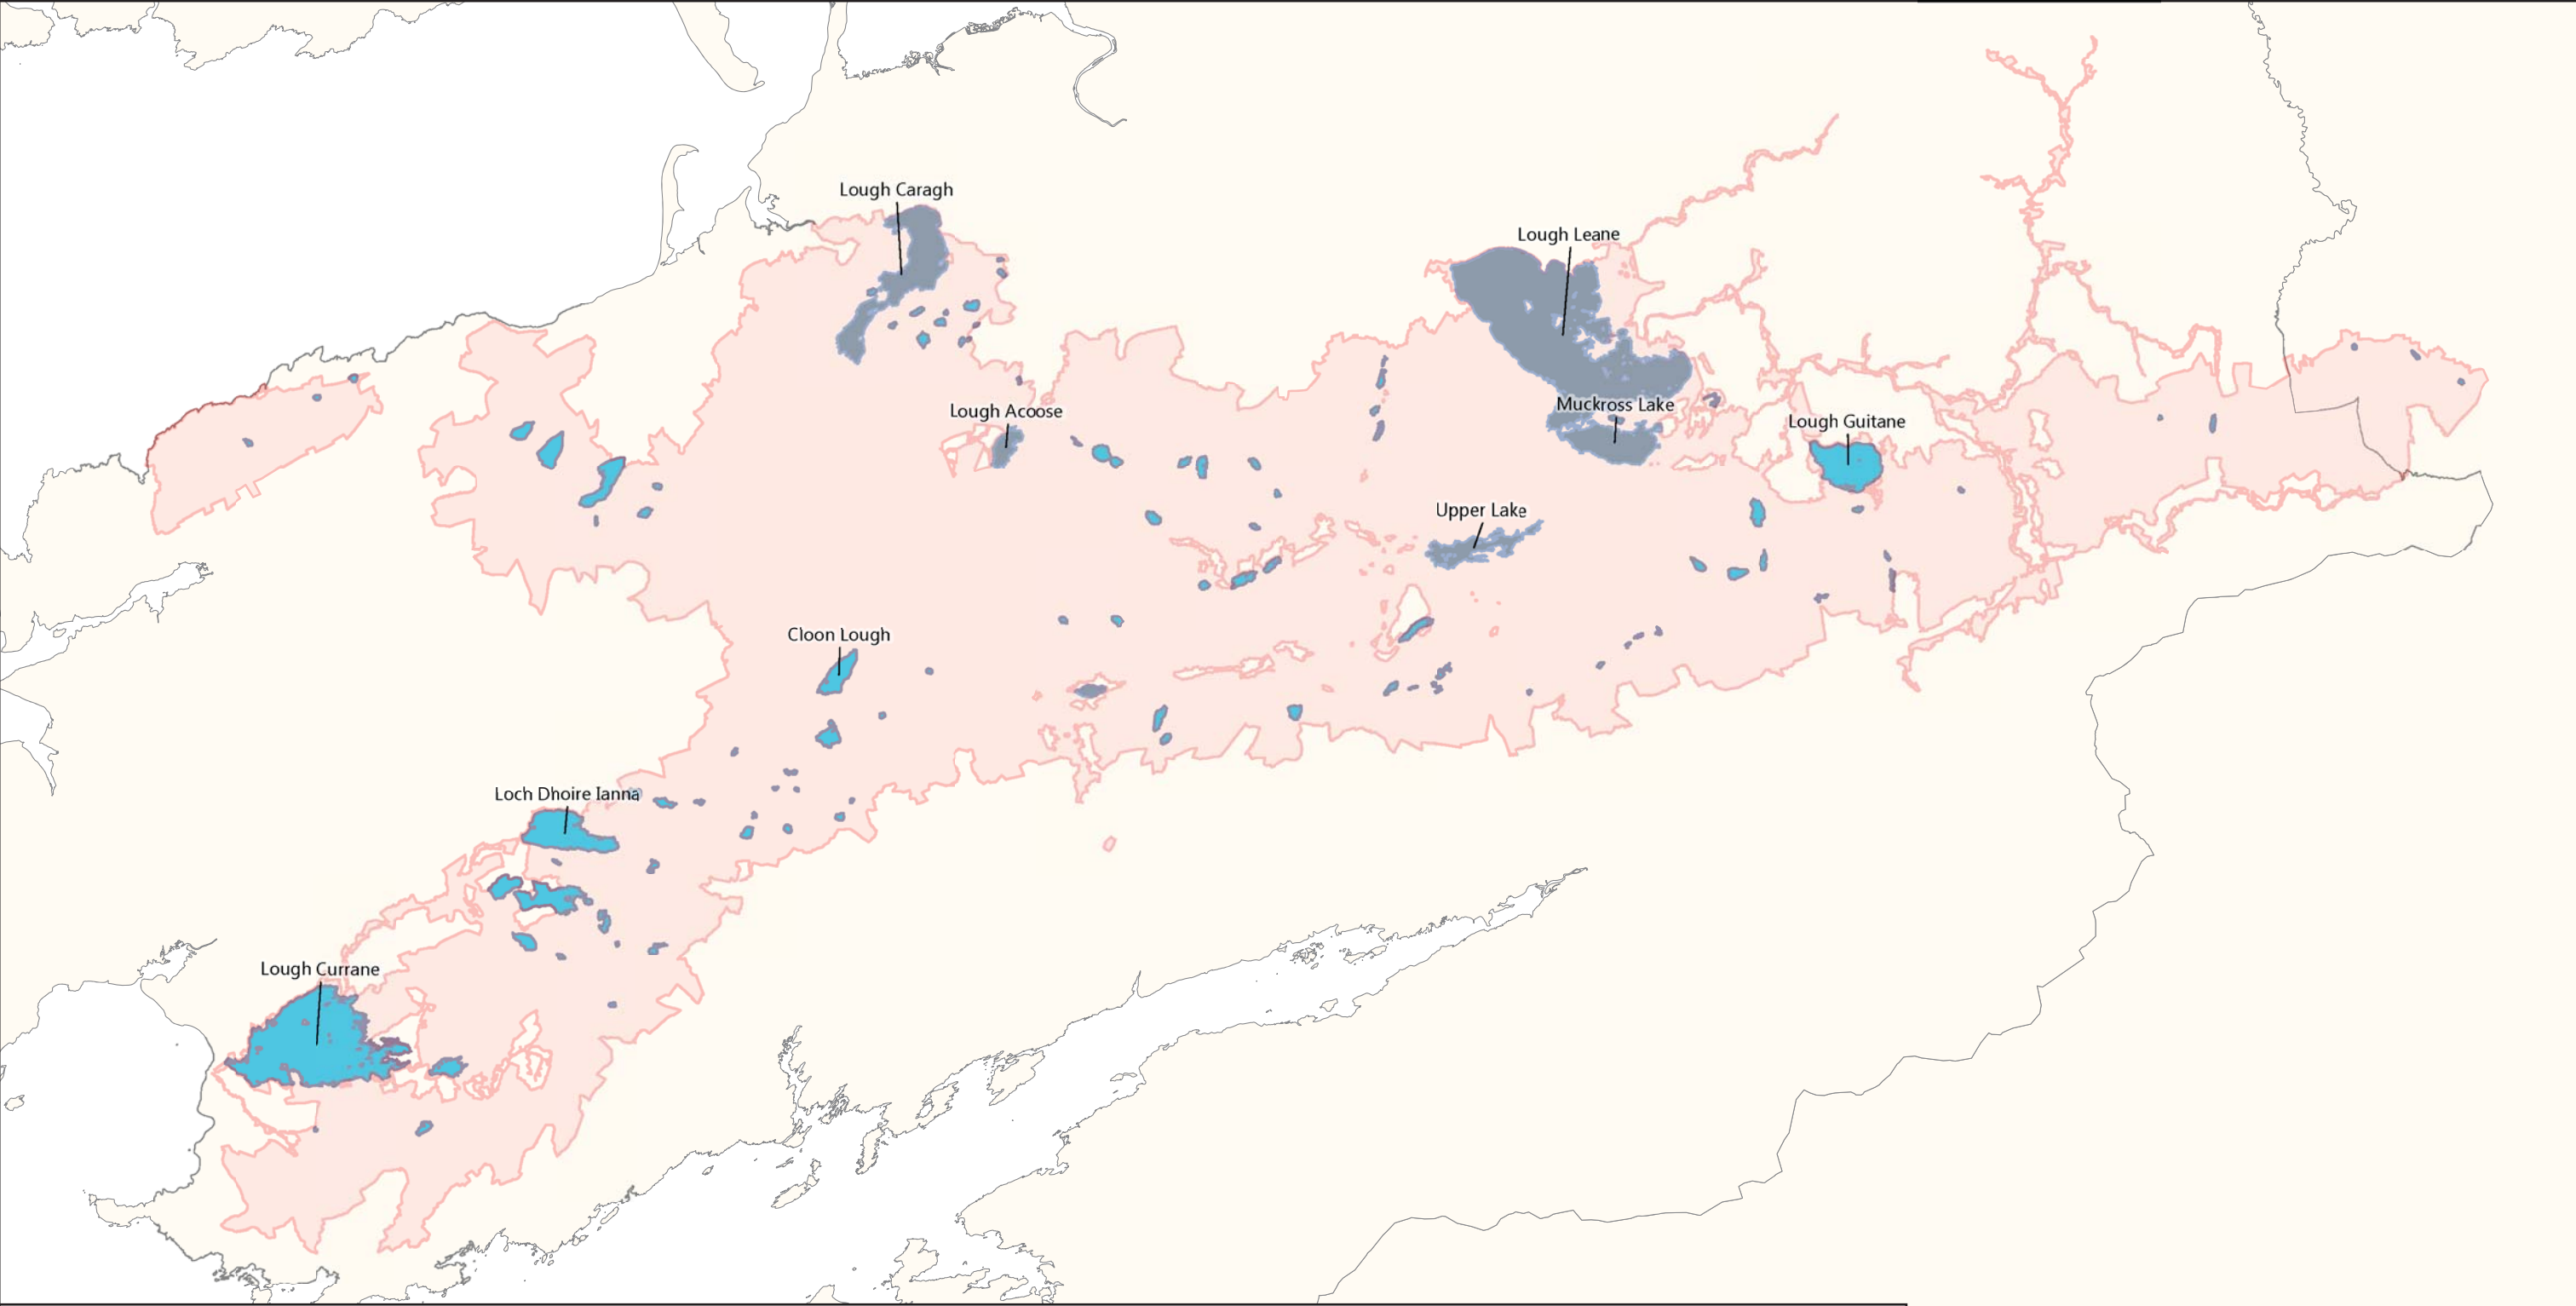 Lough Caragh
Lough Leane
Lough Acoose
Muckross Lake
Lough Guitane
Upper Lake
Cloon Lough
Loch Dhoire Ianna
Lough Currane